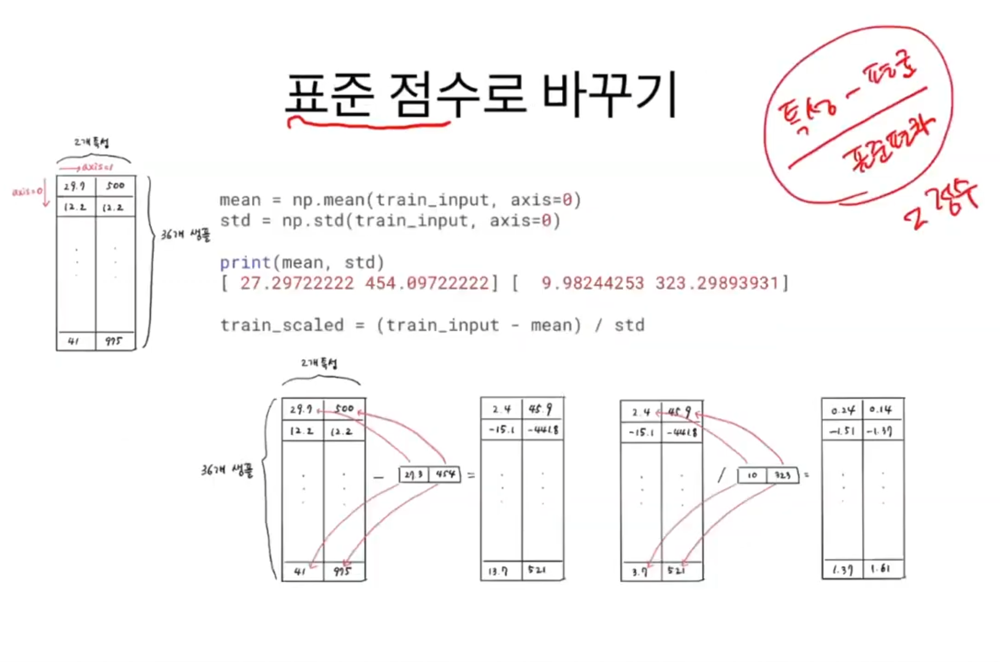 표준 점수로 바꾸기
특성 - 평균
표준편차
z 점수
2개 특성
axis=1
axis=0
29.7 500
12.2 12.2
41 975
36개 샘플
mean = np.mean(train_input, axis=0)
std = np.std(train_input, axis=0)
print(mean, std)
[ 27.29722222 454.09722222] [  9.98244253 323.29893931]
train_scaled = (train_input - mean) / std
2개 특성
36개 샘플
29.7 500
12.2 12.2
41 975
-
27.3 454
=
2.4 45.9
-15.1 -441.8
13.7 521
2.4 45.9
-15.1 -441.8
3.7 521
/
10 323
=
0.24 0.14
-1.51 -1.37
1.37 1.61